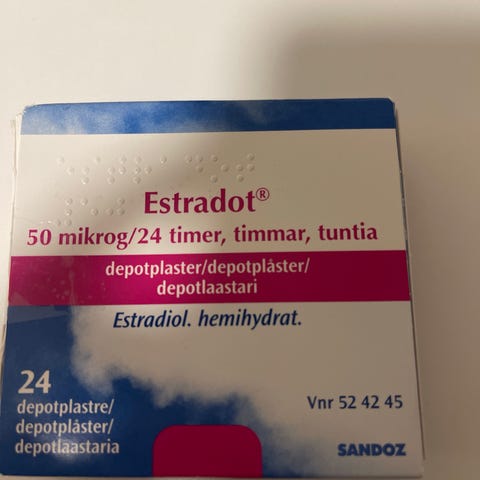 Estradot®
50 mikrog/24 timer, timmar, tuntia
depotplaster/depotplåster/
depotlaastari
Estradiol. hemihydrat.
24
depotplastre/
depotplåster/
depotlaastaria
Vnr 52 42 45
SANDOZ